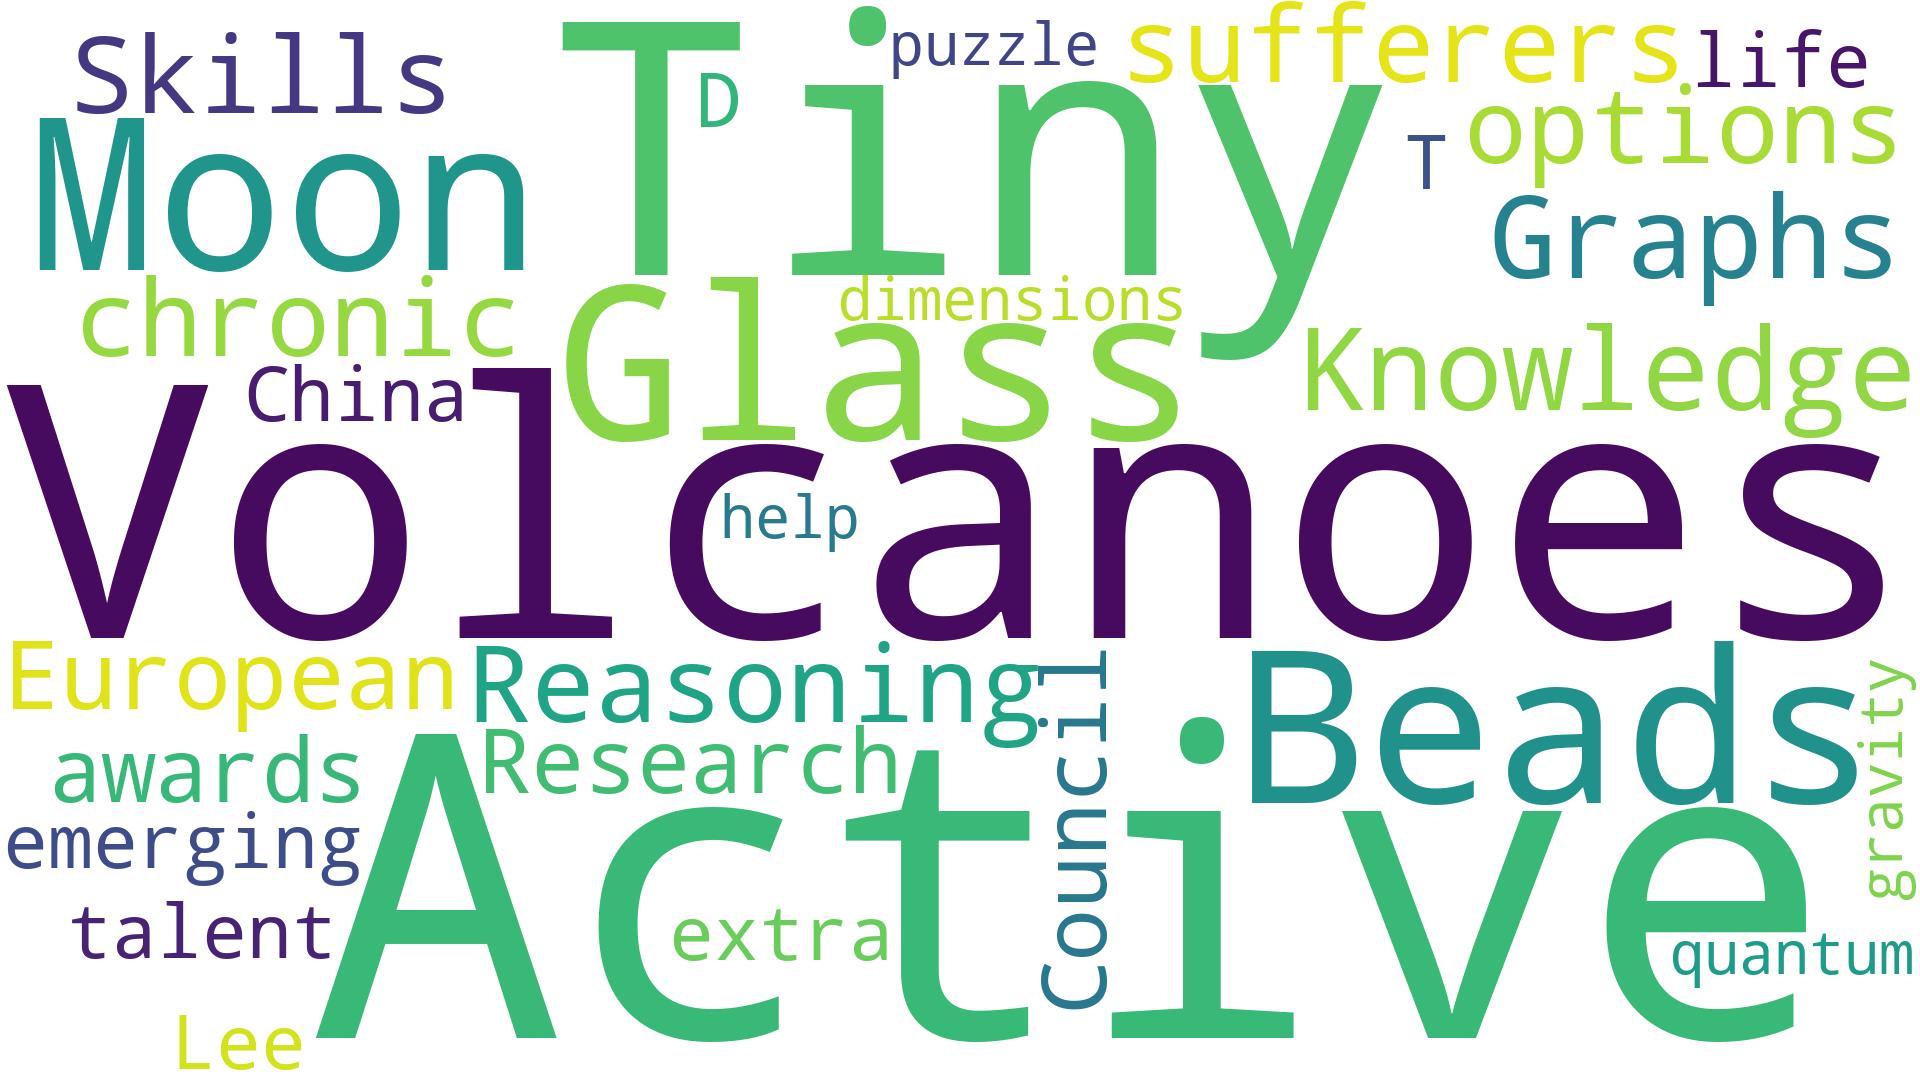 Skills
Tiny
puzzle
sufferers
life
D
options
Moon
T
Graphs
chronic
Glass
dimensions
Knowledge
China
Volcanoes
help
European
Reasoning
Council
Beads
gravity
awards
Research
Active
emerging
talent
extra
quantum
Lee